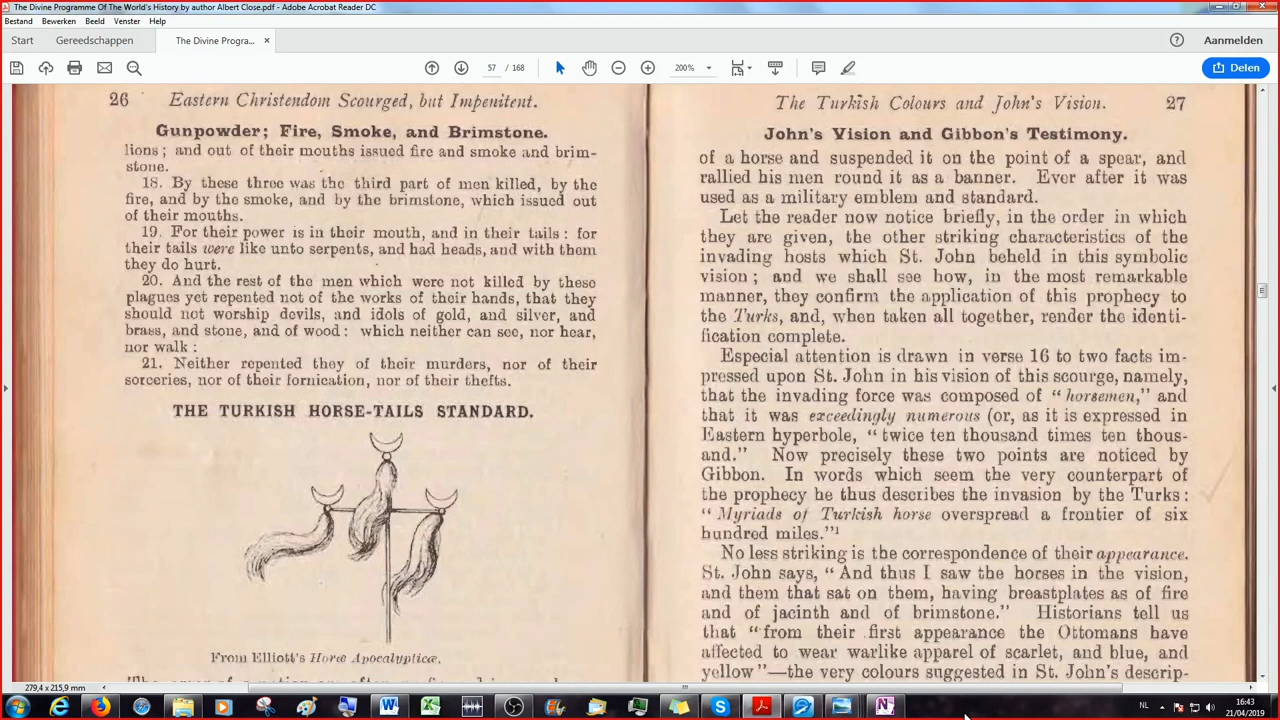 The Divine Programme Of The World's History by author Albert Close.pdf - Adobe Acrobat Reader DC
Bestand Bewerken Beeld Venster Help
Start Gereedschappen The Divine Progra... × Aanmelden
57 / 168 200% Delen
26 Eastern Christendom Scourged, but Impenitent.
Gunpowder; Fire, Smoke, and Brimstone.
lions; and out of their mouths issued fire and smoke and brim-
stone.
18. By these three was the third part of men killed, by the
fire, and by the smoke, and by the brimstone, which issued out
of their mouths.
19. For their power is in their mouth, and in their tails: for
their tails were like unto serpents, and had heads, and with them
they do hurt.
20. And the rest of the men which were not killed by these
plagues yet repented not of the works of their hands, that they
should not worship devils, and idols of gold, and silver, and
brass, and stone, and of wood: which neither can see, nor hear,
nor walk:
21. Neither repented they of their murders, nor of their
sorceries, nor of their fornication, nor of their thefts.
THE TURKISH HORSE-TAILS STANDARD.
From Elliott's Horæ Apocalypticæ.
The Turkish Colours and John's Vision. 27
John's Vision and Gibbon's Testimony.
of a horse and suspended it on the point of a spear, and
rallied his men round it as a banner. Ever after it was
used as a military emblem and standard.
Let the reader now notice briefly, in the order in which
they are given, the other striking characteristics of the
invading hosts which St. John beheld in this symbolic
vision; and we shall see how, in the most remarkable
manner, they confirm the application of this prophecy to
the Turks, and, when taken all together, render the identi-
fication complete.
Especial attention is drawn in verse 16 to two facts im-
pressed upon St. John in his vision of this scourge, namely,
that the invading force was composed of "horsemen," and
that it was exceedingly numerous (or, as it is expressed in
Eastern hyperbole, "twice ten thousand times ten thous-
and." Now precisely these two points are noticed by
Gibbon. In words which seem the very counterpart of
the prophecy he thus describes the invasion by the Turks:
"Myriads of Turkish horse overspread a frontier of six
hundred miles."¹
No less striking is the correspondence of their appearance.
St. John says, "And thus I saw the horses in the vision,
and them that sat on them, having breastplates as of fire
and of jacinth and of brimstone." Historians tell us
that "from their first appearance the Ottomans have
affected to wear warlike apparel of scarlet, and blue, and
yellow"—the very colours suggested in St. John's descrip-
279,4 x 215,9 mm
NL 16:43
21/04/2019